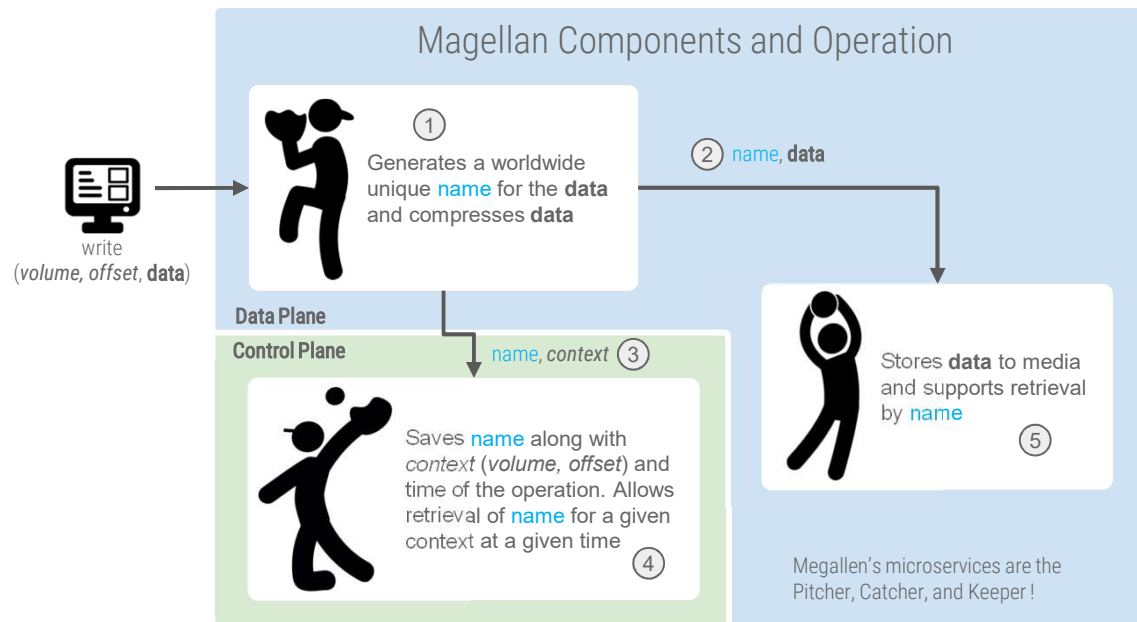 Magellan Components and Operation
1
Generates a worldwide
unique name for the data
and compresses data
2 name, data
write
(volume, offset, data)
Data Plane
Control Plane
name, context 3
Saves name along with
context (volume, offset) and
time of the operation. Allows
retrieval of name for a given
context at a given time
4
Stores data to media
and supports retrieval
by name
5
Megallen's microservices are the
Pitcher, Catcher, and Keeper !